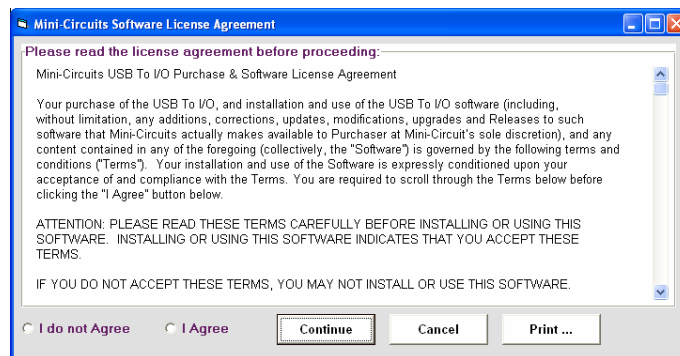 Mini-Circuits Software License Agreement
Please read the license agreement before proceeding:
Mini-Circuits USB To I/O Purchase & Software License Agreement
Your purchase of the USB To I/O, and installation and use of the USB To I/O software (including,
without limitation, any additions, corrections, updates, modifications, upgrades and Releases to such
software that Mini-Circuits actually makes available to Purchaser at Mini-Circuit's sole discretion), and any
content contained in any of the foregoing (collectively, the "Software") is governed by the following terms and
conditions ("Terms"). Your installation and use of the Software is expressly conditioned upon your
acceptance of and compliance with the Terms. You are required to scroll through the Terms below before
clicking the "I Agree" button below.
ATTENTION: PLEASE READ THESE TERMS CAREFULLY BEFORE INSTALLING OR USING THIS
SOFTWARE. INSTALLING OR USING THIS SOFTWARE INDICATES THAT YOU ACCEPT THESE
TERMS.
IF YOU DO NOT ACCEPT THESE TERMS, YOU MAY NOT INSTALL OR USE THIS SOFTWARE.
I do not Agree I Agree Continue Cancel Print ...